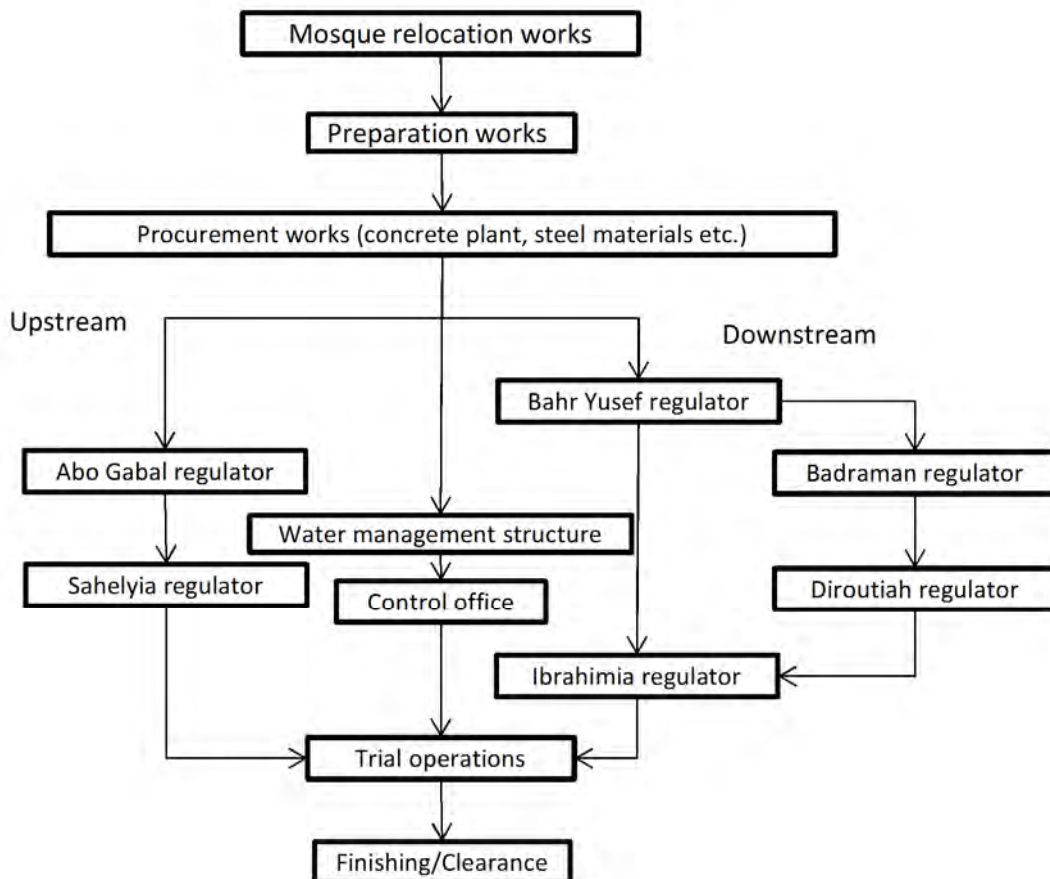 Mosque relocation works
Preparation works
Procurement works (concrete plant, steel materials etc.)
Upstream
Downstream
Bahr Yusef regulator
Abo Gabal regulator
Badraman regulator
Water management structure
Sahelyia regulator
Control office
Diroutiah regulator
Ibrahimia regulator
Trial operations
Finishing/Clearance